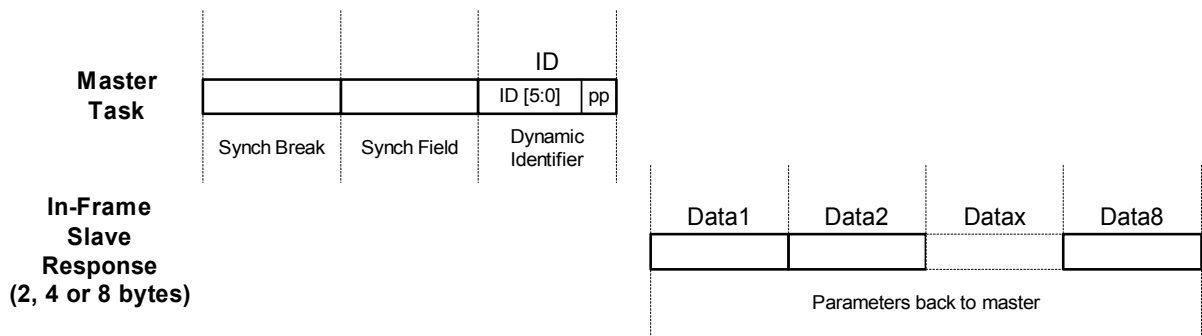 ID
Master
Task
ID [5:0]
pp
Synch Break
Synch Field
Dynamic
Identifier
In-Frame
Slave
Response
(2, 4 or 8 bytes)
Data1
Data2
Datax
Data8
Parameters back to master